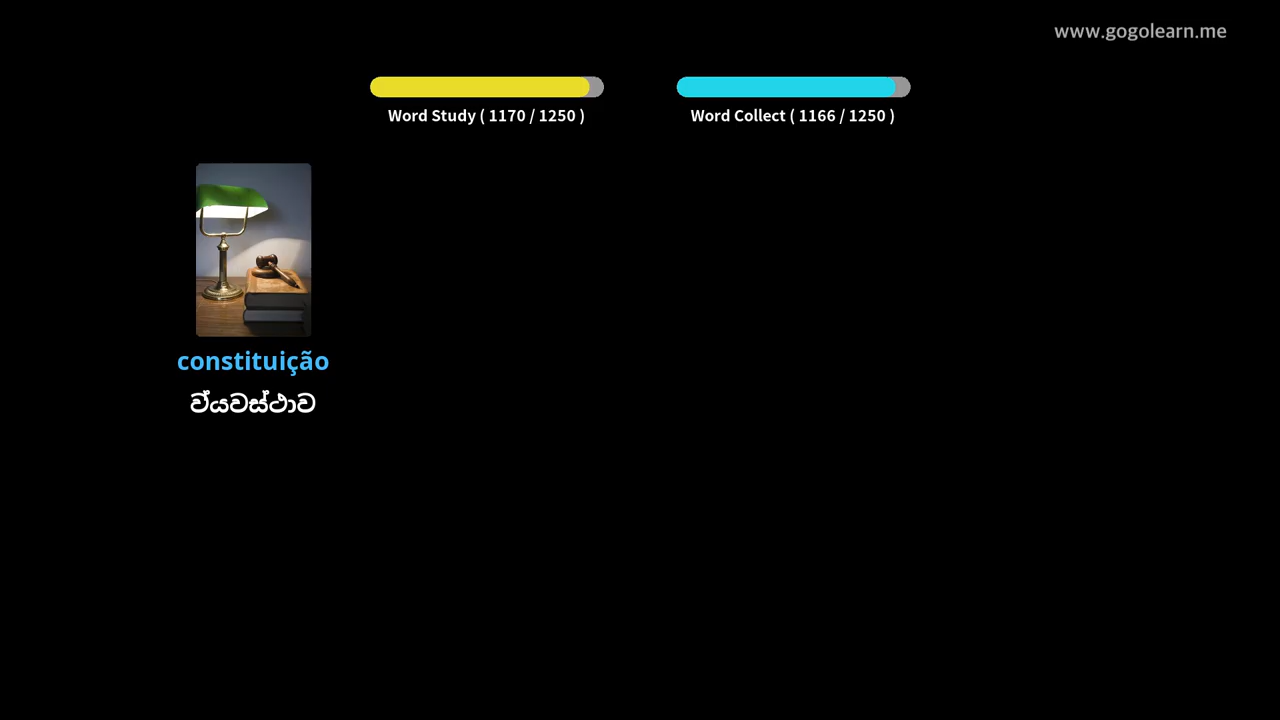 www.gogolearn.me
Word Study ( 1170 / 1250 )
Word Collect ( 1166 / 1250 )
constituição
ව්යවස්ථාව